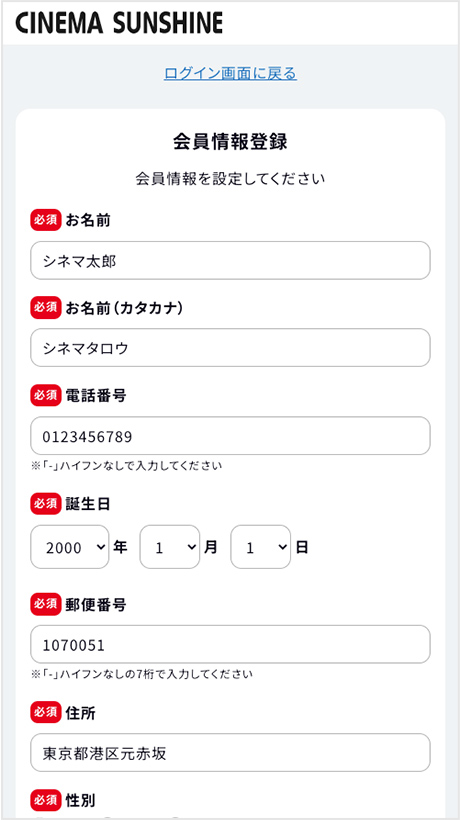 CINEMA SUNSHINE
ログイン画面に戻る
会員情報登録
会員情報を設定してください
必須 お名前
シネマ太郎
必須 お名前(カタカナ)
シネマタロウ
必須 電話番号
0123456789
※「-」ハイフンなしで入力してください
必須 誕生日
2000 年 1 月 1 日
必須 郵便番号
1070051
※「-」ハイフンなしの7桁で入力してください
必須 住所
東京都港区元赤坂
必須 性別